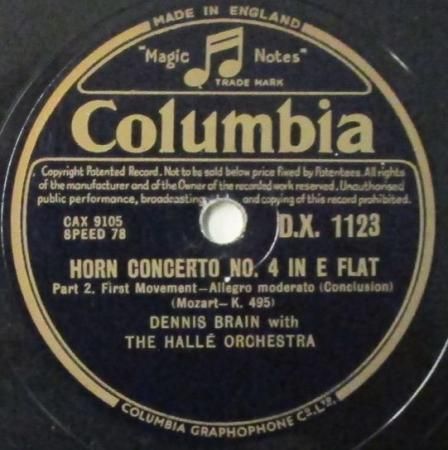 MADE IN ENGLAND
"Magic Notes"
TRADE MARK
Columbia
Copyright Patented Record. Not to be sold below price fixed by Patentees. All rights
of the manufacturer and of the Owner of the recorded work reserved. Unauthorised
public performance, broadcasting and copying of this record prohibited.
CAX 9105
SPEED 78
D.X. 1123
HORN CONCERTO NO. 4 IN E FLAT
Part 2. First Movement—Allegro moderato (Conclusion)
(Mozart—K. 495)
DENNIS BRAIN with
THE HALLÉ ORCHESTRA
COLUMBIA GRAPHOPHONE Co. LTD.